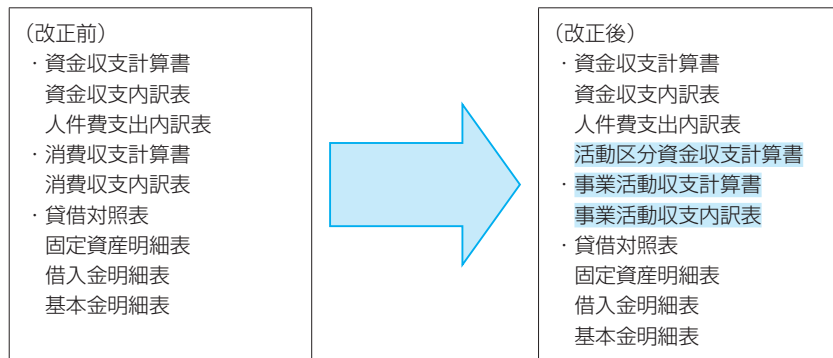 （改正前）
・資金収支計算書
資金収支内訳表
人件費支出内訳表
・消費収支計算書
消費収支内訳表
・貸借対照表
固定資産明細表
借入金明細表
基本金明細表
（改正後）
・資金収支計算書
資金収支内訳表
人件費支出内訳表
活動区分資金収支計算書
・事業活動収支計算書
事業活動収支内訳表
・貸借対照表
固定資産明細表
借入金明細表
基本金明細表